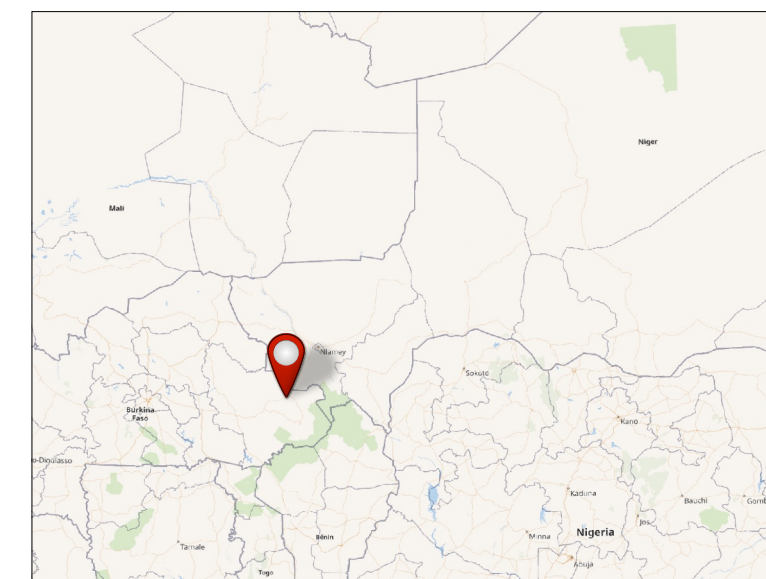 Niger
Mali
Niamey
Sokoto
Burkina
Faso
Kano
o-Dioulasso
Kaduna
Bauchi
Gomb
Jos
Bénin
Minna
Nigeria
Tamale
Abuja
Togo